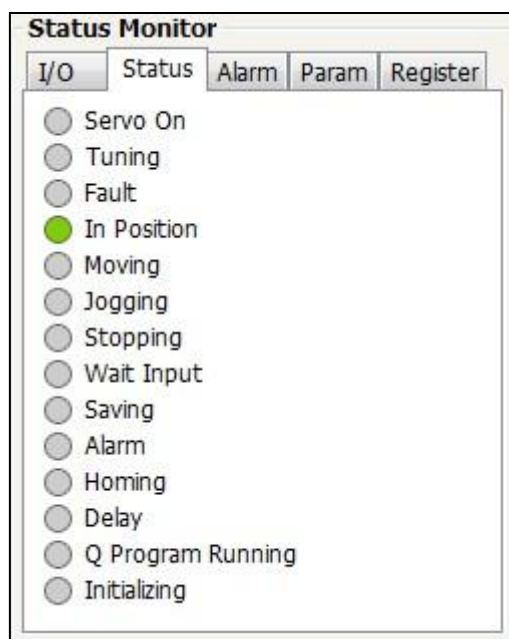 Status Monitor
I/O Status Alarm Param Register
Servo On
Tuning
Fault
In Position
Moving
Jogging
Stopping
Wait Input
Saving
Alarm
Homing
Delay
Q Program Running
Initializing